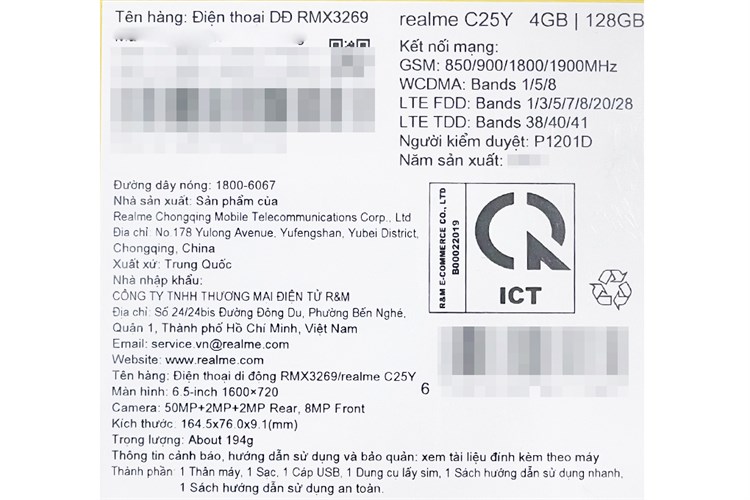 Tên hàng: Điện thoại DĐ RMX3269
realme C25Y 4GB | 128GB
Kết nối mạng:
GSM: 850/900/1800/1900MHz
WCDMA: Bands 1/5/8
LTE FDD: Bands 1/3/5/7/8/20/28
LTE TDD: Bands 38/40/41
Người kiểm duyệt: P1201D
Năm sản xuất:
Đường dây nóng: 1800-6067
Nhà sản xuất: Sản phẩm của
Realme Chongqing Mobile Telecommunications Corp., Ltd
Địa chỉ: No.178 Yulong Avenue, Yufengshan, Yubei District,
Chongqing, China
Xuất xứ: Trung Quốc
Nhà nhập khẩu:
CÔNG TY TNHH THƯƠNG MẠI ĐIỆN TỬ R&M
Địa chỉ: Số 24/24bis Đường Đông Du, Phường Bến Nghé,
Quận 1, Thành phố Hồ Chí Minh, Việt Nam
Email: service.vn@realme.com
Website: www.realme.com
Tên hàng: Điện thoại di động RMX3269/realme C25Y
Màn hình: 6.5-inch 1600×720
Camera: 50MP+2MP+2MP Rear, 8MP Front
Kích thước: 164.5x76.0x9.1(mm)
Trọng lượng: About 194g
Thông tin cảnh báo, hướng dẫn sử dụng và bảo quản: xem tài liệu đính kèm theo máy
Thành phần: 1 Thân máy, 1 Sạc, 1 Cáp USB, 1 Dụng cụ lấy sim, 1 Sách hướng dẫn sử dụng nhanh,
1 Sách hướng dẫn sử dụng an toàn.
R&M E-COMMERCE CO., LTD
B00022019
ICT
6